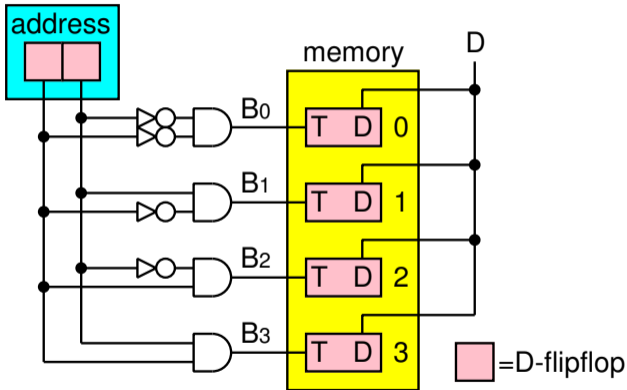 address
memory
D
B0
T D 0
B1
T D 1
B2
T D 2
B3
T D 3
=D-flipflop